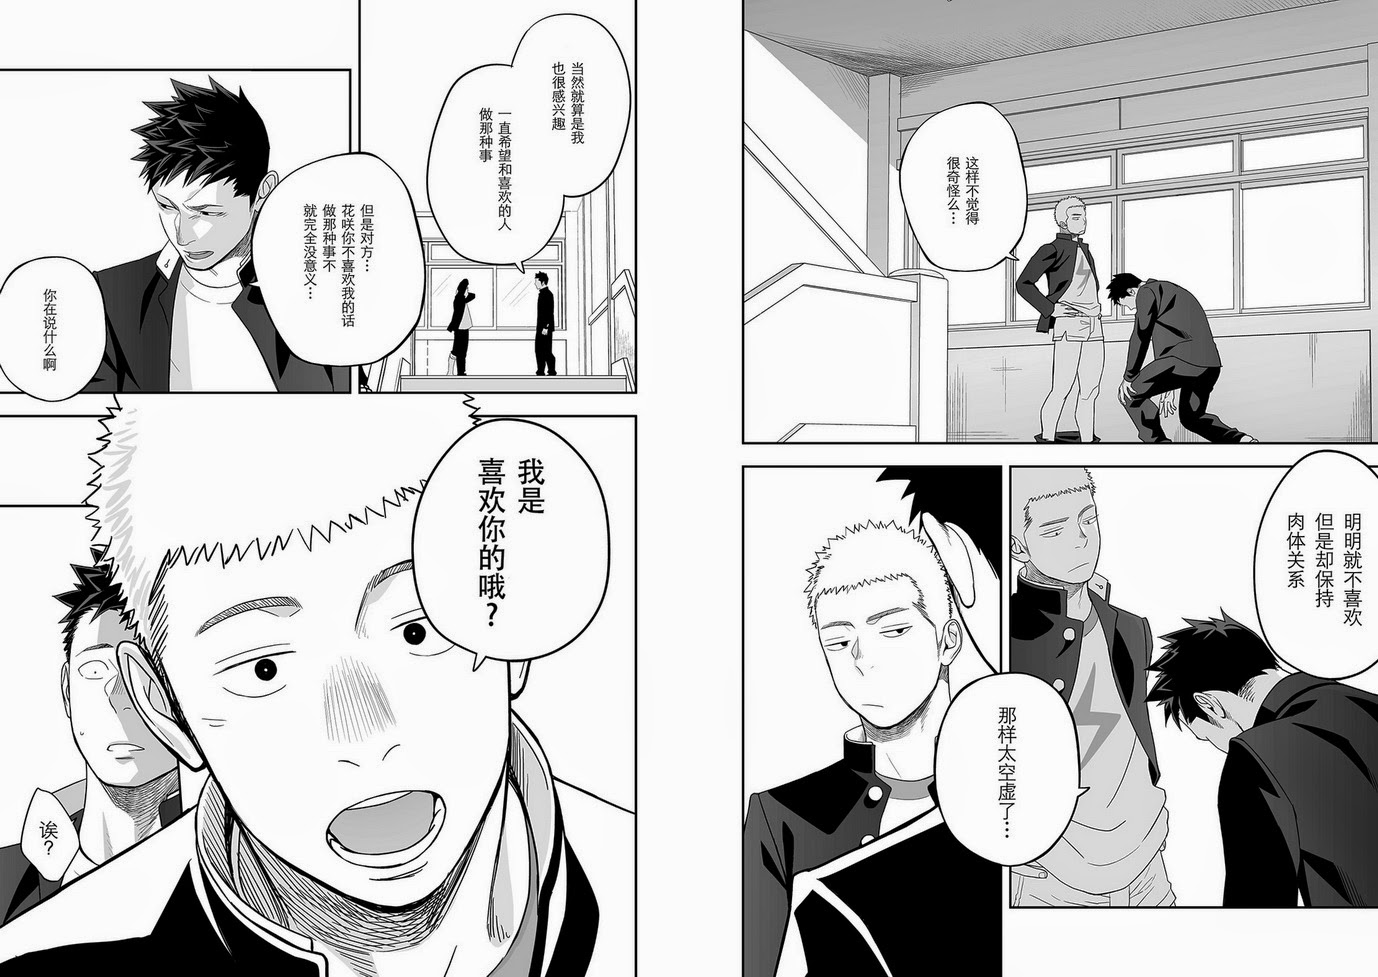 这样不觉得
很奇怪么…
明明就不喜欢
但是却保持
肉体关系
那样太空虚了…
当然就算是我
也很感兴趣
一直希望和喜欢的人
做那种事
但是对方…
花咲你不喜欢我的话
做那种事不
就完全没意义…
你在说什么啊
我是
喜欢你的哦?
诶?